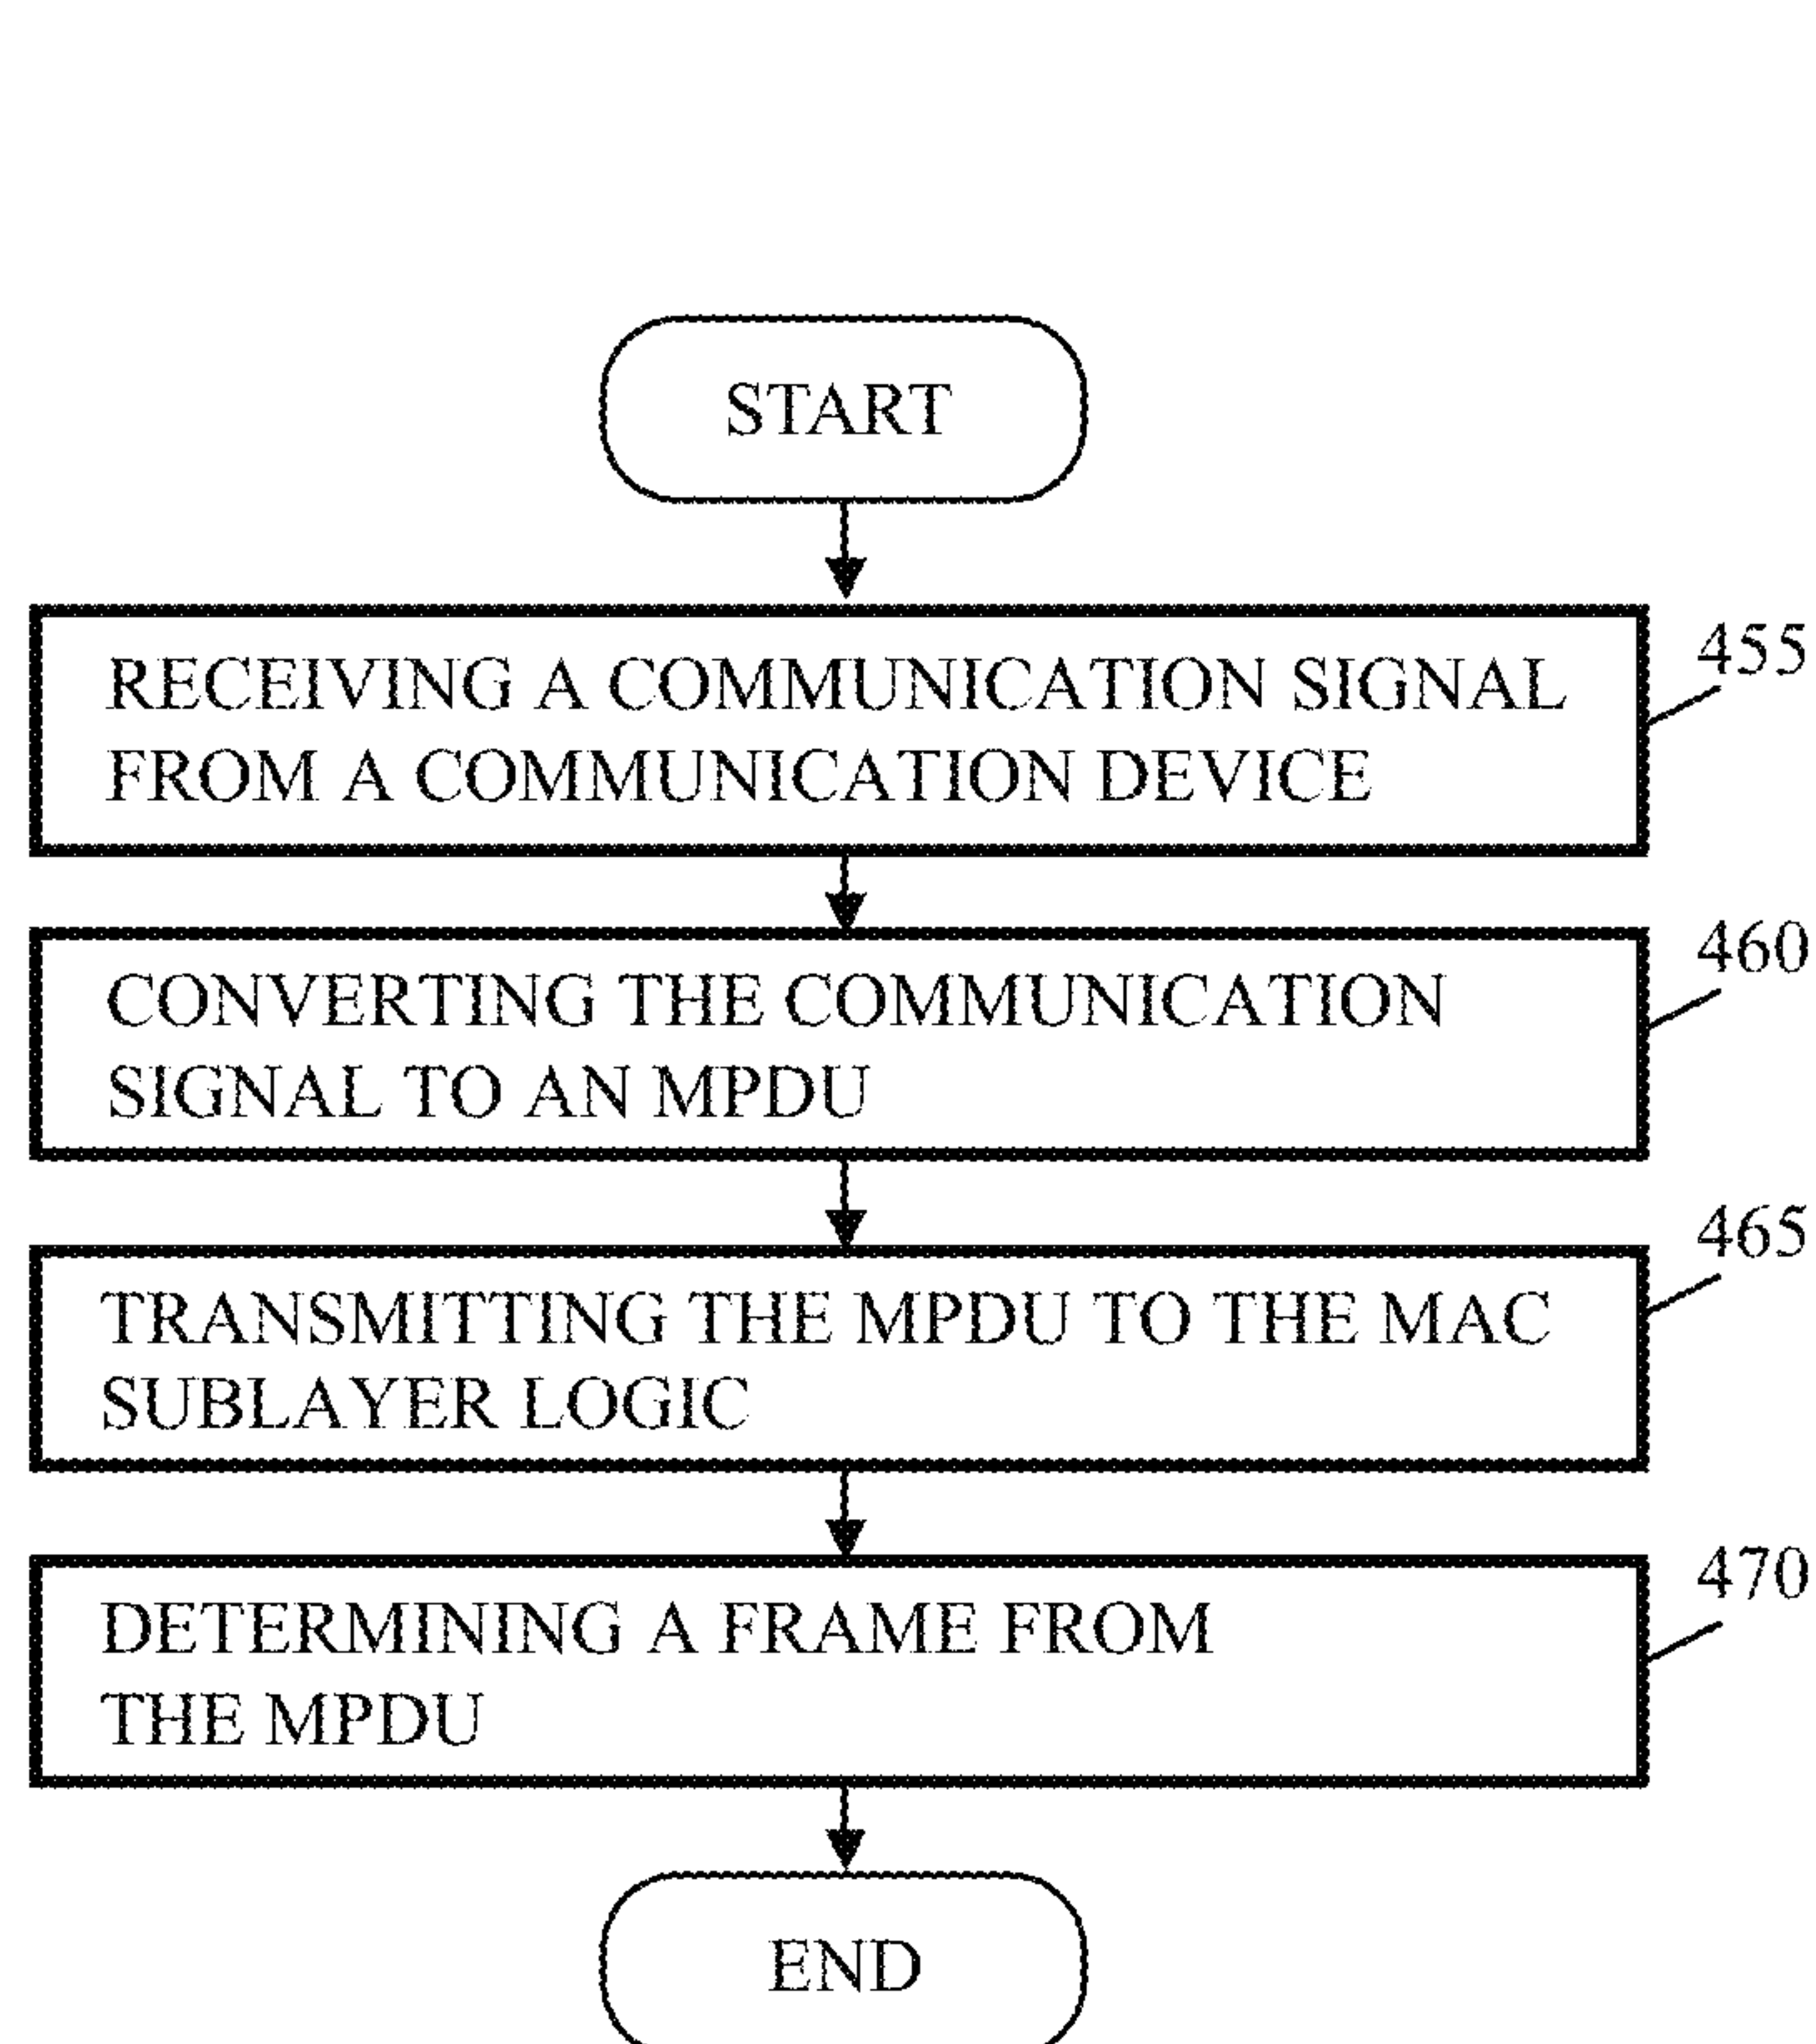 START
RECEIVING A COMMUNICATION SIGNAL
FROM A COMMUNICATION DEVICE
455
CONVERTING THE COMMUNICATION
SIGNAL TO AN MPDU
460
TRANSMITTING THE MPDU TO THE MAC
SUBLAYER LOGIC
465
DETERMINING A FRAME FROM
THE MPDU
470
END